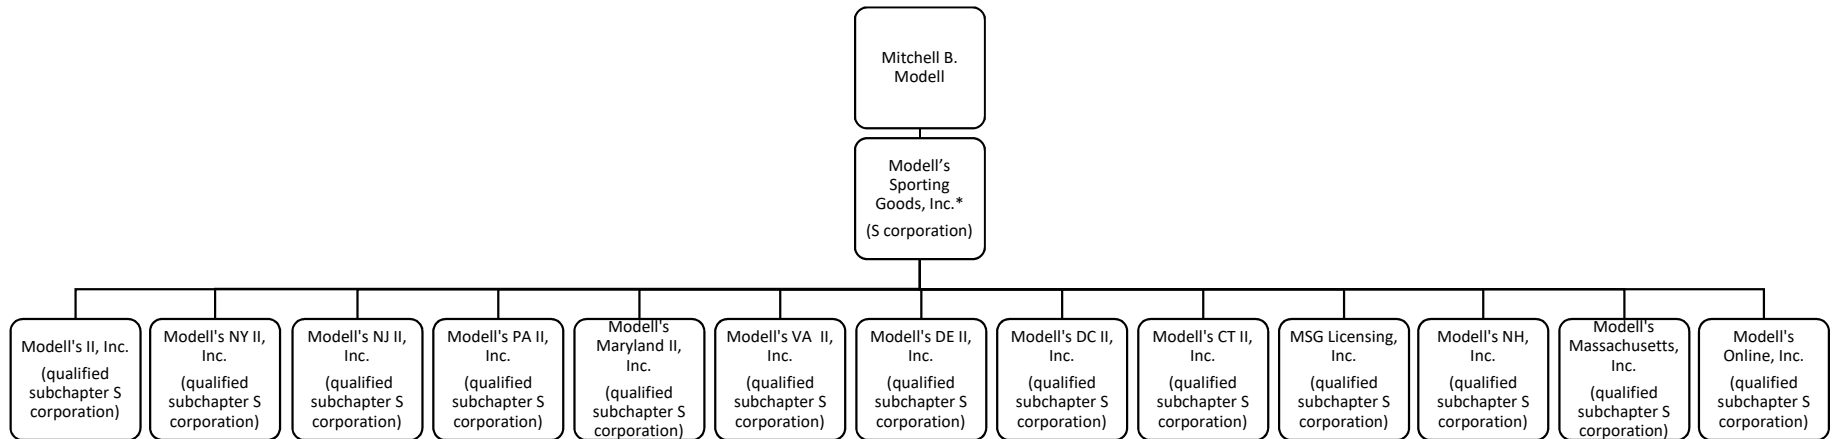 Mitchell B.
Modell
Modell’s
Sporting
Goods, Inc.*
(S corporation)
Modell's II, Inc.
(qualified
subchapter S
corporation)
Modell's NY II,
Inc.
(qualified
subchapter S
corporation)
Modell's NJ II,
Inc.
(qualified
subchapter S
corporation)
Modell's PA II,
Inc.
(qualified
subchapter S
corporation)
Modell's
Maryland II,
Inc.
(qualified
subchapter S
corporation)
Modell's VA  II,
Inc.
(qualified
subchapter S
corporation)
Modell's DE II,
Inc.
(qualified
subchapter S
corporation)
Modell's DC II,
Inc.
(qualified
subchapter S
corporation)
Modell's CT II,
Inc.
(qualified
subchapter S
corporation)
MSG Licensing,
Inc.
(qualified
subchapter S
corporation)
Modell's NH,
Inc.
(qualified
subchapter S
corporation)
Modell's
Massachusetts,
Inc.
(qualified
subchapter S
corporation)
Modell's
Online, Inc.
(qualified
subchapter S
corporation)